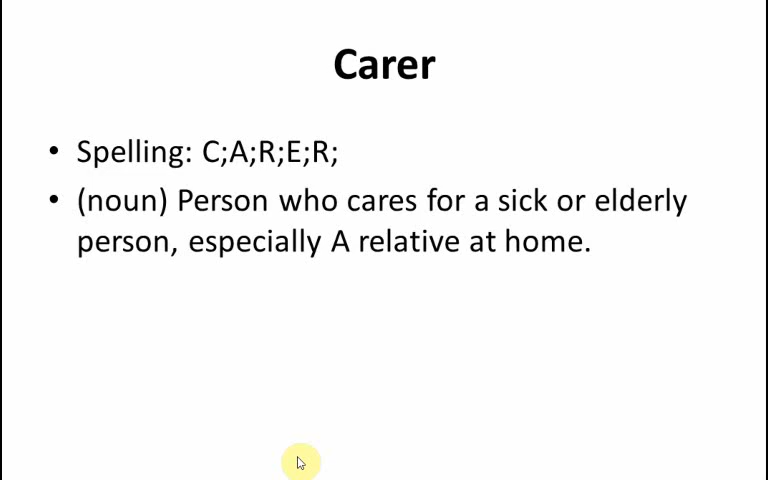 Carer
• Spelling: C;A;R;E;R;
• (noun) Person who cares for a sick or elderly
person, especially A relative at home.